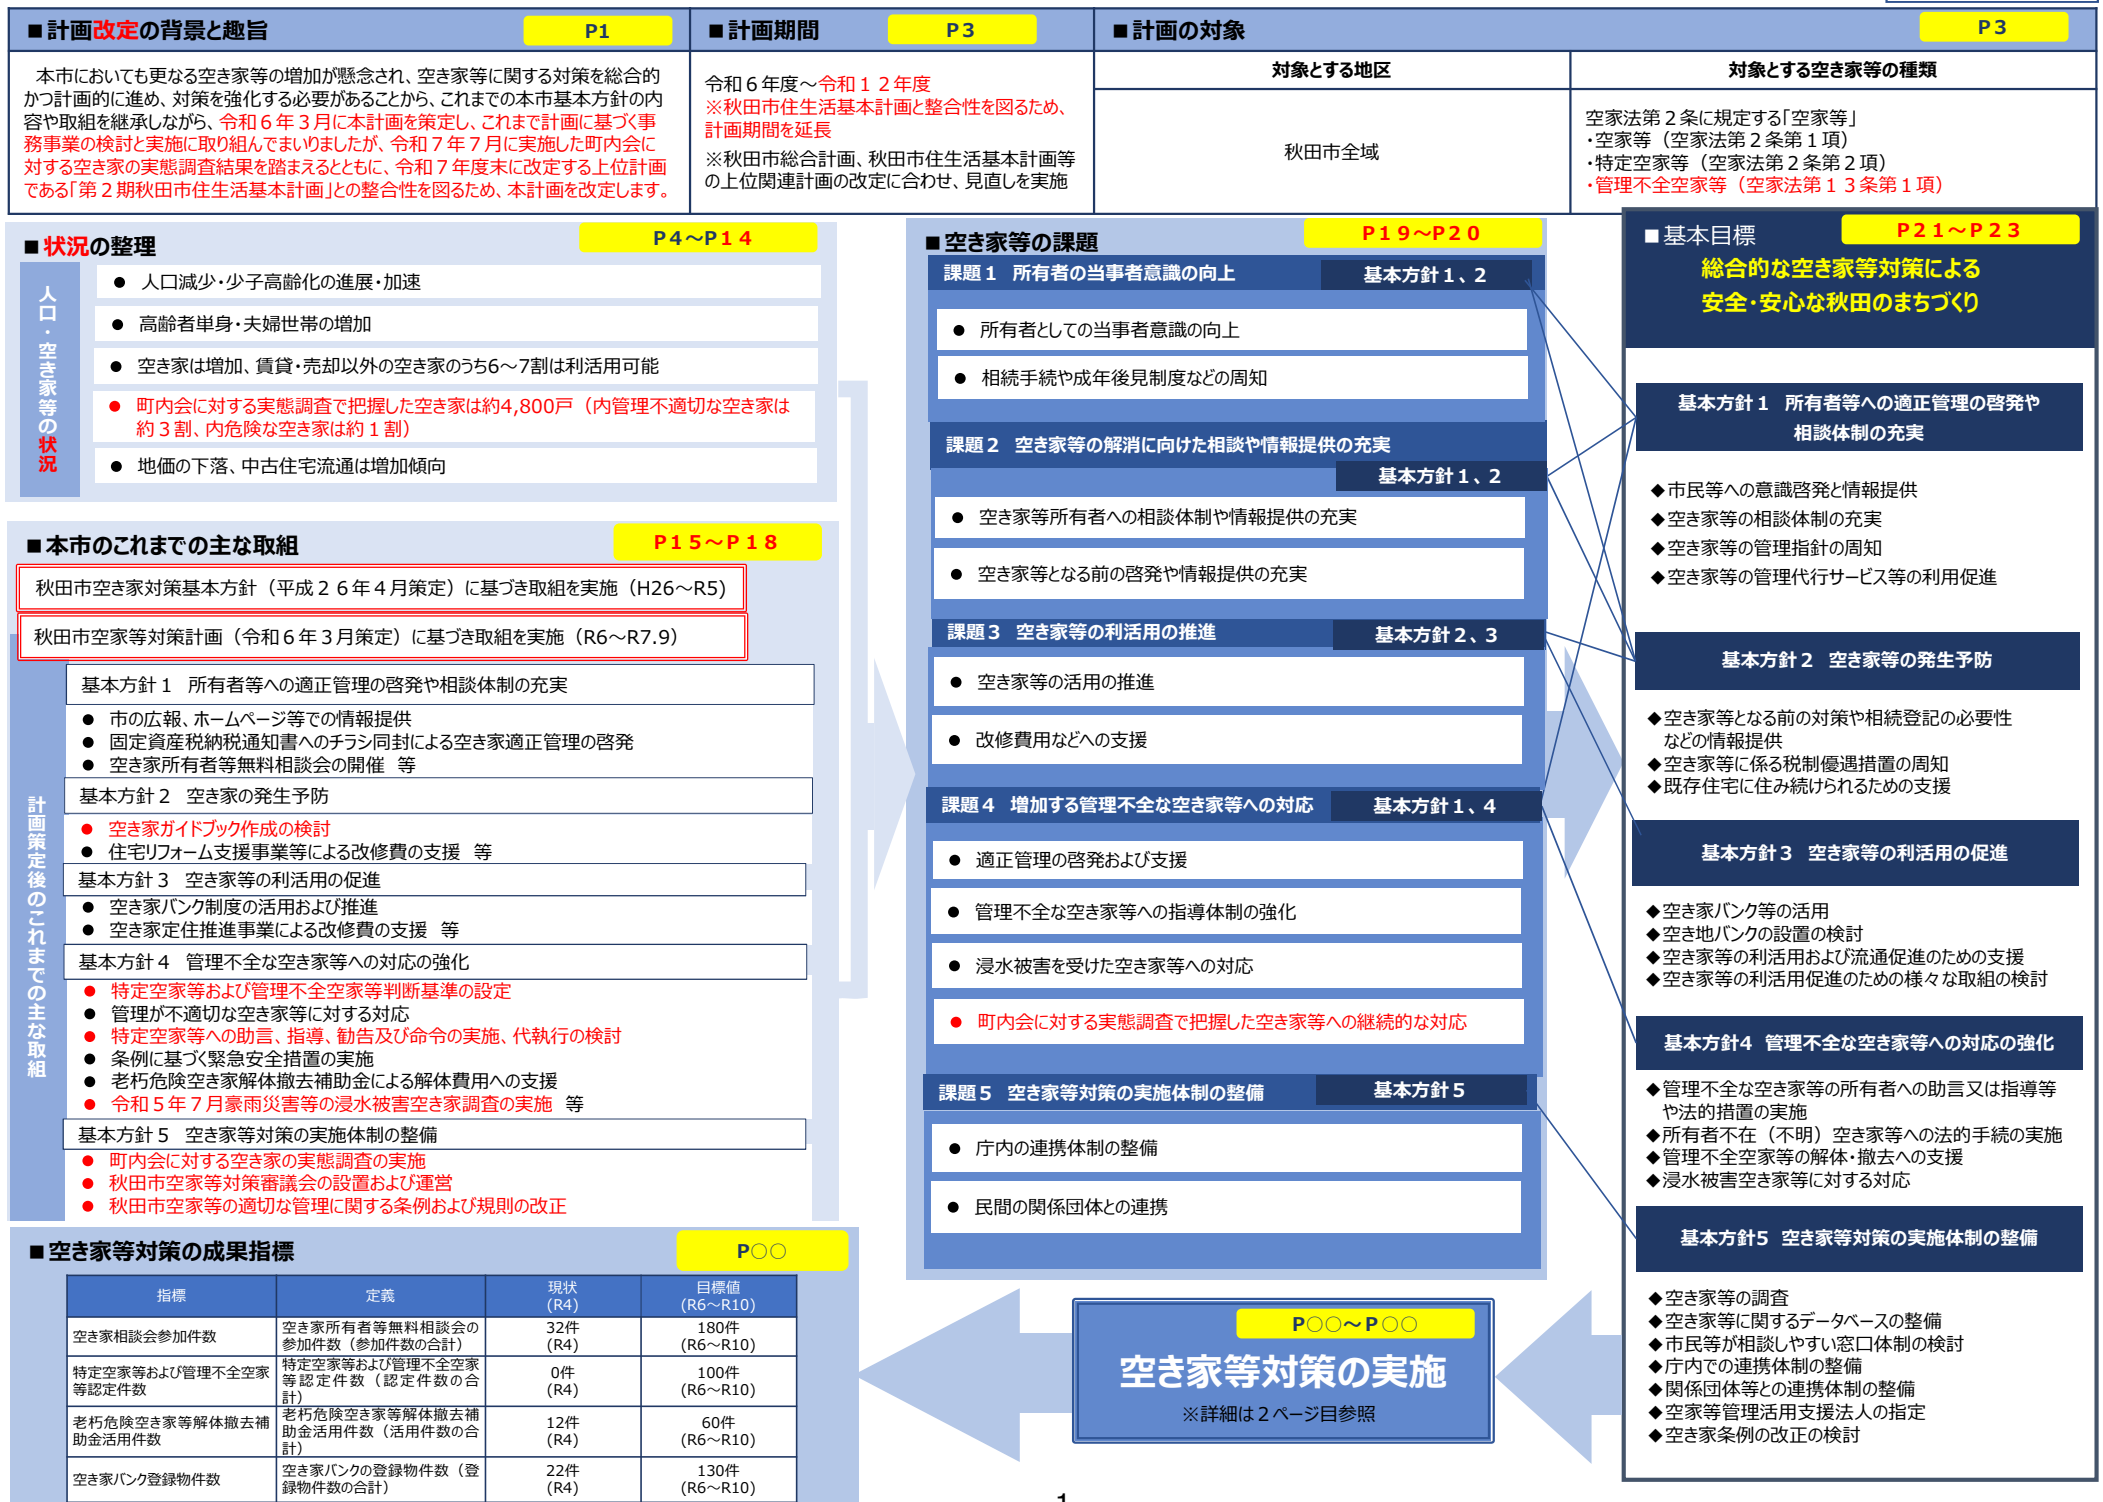 ■計画改定の背景と趣旨
P1
本市においても更なる空き家等の増加が懸念され、空き家等に関する対策を総合的
かつ計画的に進め、対策を強化する必要があることから、これまでの本市基本方針の内
容や取組を継承しながら、令和６年３月に本計画を策定し、これまで計画に基づく事
務事業の検討と実施に取り組んでまいりましたが、令和７年７月に実施した町内会に
対する空き家の実態調査結果を踏まえるとともに、令和７年度末に改定する上位計画
である「第２期秋田市住生活基本計画」との整合性を図るため、本計画を改定します。
■計画期間
P３
令和６年度～令和１２年度
※秋田市住生活基本計画と整合性を図るため、
計画期間を延長
※秋田市総合計画、秋田市住生活基本計画等
の上位関連計画の改定に合わせ、見直しを実施
■計画の対象
P３
対象とする地区
対象とする空き家等の種類
秋田市全域
空家法第２条に規定する「空家等」
・空家等（空家法第２条第１項）
・特定空家等（空家法第２条第２項）
・管理不全空家等（空家法第１３条第１項）
■状況の整理
P４～P１４
人口・空き家等の状況
● 人口減少・少子高齢化の進展・加速
● 高齢者単身・夫婦世帯の増加
● 空き家は増加、賃貸・売却以外の空き家のうち6～7割は利活用可能
● 町内会に対する実態調査で把握した空き家は約4,800戸（内管理不適切な空き家は
約３割、内危険な空き家は約１割）
● 地価の下落、中古住宅流通は増加傾向
■本市のこれまでの主な取組
P１５～P１８
秋田市空き家対策基本方針（平成２６年４月策定）に基づき取組を実施（H26～R5）
秋田市空家等対策計画（令和６年３月策定）に基づき取組を実施（R6～R7.9）
計画策定後のこれまでの主な取組
基本方針１ 所有者等への適正管理の啓発や相談体制の充実
● 市の広報、ホームページ等での情報提供
● 固定資産税納税通知書へのチラシ同封による空き家適正管理の啓発
● 空き家所有者等無料相談会の開催 等
基本方針２ 空き家の発生予防
● 空き家ガイドブック作成の検討
● 住宅リフォーム支援事業等による改修費の支援 等
基本方針３ 空き家等の利活用の促進
● 空き家バンク制度の活用および推進
● 空き家定住推進事業による改修費の支援 等
基本方針４ 管理不全な空き家等への対応の強化
● 特定空家等および管理不全空家等判断基準の設定
● 管理が不適切な空き家等に対する対応
● 特定空家等への助言、指導、勧告及び命令の実施、代執行の検討
● 条例に基づく緊急安全措置の実施
● 老朽危険空き家解体撤去補助金による解体費用への支援
● 令和５年７月豪雨災害等の浸水被害空き家調査の実施 等
基本方針５ 空き家等対策の実施体制の整備
● 町内会に対する空き家の実態調査の実施
● 秋田市空家等対策審議会の設置および運営
● 秋田市空家等の適切な管理に関する条例および規則の改正
■空き家等対策の成果指標
P○○
指標 定義 現状 (R4) 目標値 (R6～R10)
空き家相談会参加件数 空き家所有者等無料相談会の 参加件数（参加件数の合計） 32件 (R4) 180件 (R6～R10)
特定空家等および管理不全空家 等認定件数 特定空家等および管理不全空家 等認定件数（認定件数の合 計） 0件 (R4) 100件 (R6～R10)
老朽危険空き家等解体撤去補 助金活用件数 老朽危険空き家等解体撤去補 助金活用件数（活用件数の合 計） 12件 (R4) 60件 (R6～R10)
空き家バンク登録物件数 空き家バンクの登録物件数（登 録物件数の合計） 22件 (R4) 130件 (R6～R10)
■空き家等の課題
P１９～P２０
課題１ 所有者の当事者意識の向上
基本方針１、２
● 所有者としての当事者意識の向上
● 相続手続や成年後見制度などの周知
課題２ 空き家等の解消に向けた相談や情報提供の充実
基本方針１、２
● 空き家等所有者への相談体制や情報提供の充実
● 空き家等となる前の啓発や情報提供の充実
課題３ 空き家等の利活用の推進
基本方針２、３
● 空き家等の活用の推進
● 改修費用などへの支援
課題４ 増加する管理不全な空き家等への対応
基本方針１、４
● 適正管理の啓発および支援
● 管理不全な空き家等への指導体制の強化
● 浸水被害を受けた空き家等への対応
● 町内会に対する実態調査で把握した空き家等への継続的な対応
課題５ 空き家等対策の実施体制の整備
基本方針５
● 庁内の連携体制の整備
● 民間の関係団体との連携
P○○～P○○
空き家等対策の実施
※詳細は２ページ目参照
■基本目標
P２１～P２３
総合的な空き家等対策による
安全・安心な秋田のまちづくり
基本方針１ 所有者等への適正管理の啓発や
相談体制の充実
◆市民等への意識啓発と情報提供
◆空き家等の相談体制の充実
◆空き家等の管理指針の周知
◆空き家等の管理代行サービス等の利用促進
基本方針２ 空き家等の発生予防
◆空き家等となる前の対策や相続登記の必要性
などの情報提供
◆空き家等に係る税制優遇措置の周知
◆既存住宅に住み続けられるための支援
基本方針３ 空き家等の利活用の促進
◆空き家バンク等の活用
◆空き地バンクの設置の検討
◆空き家等の利活用および流通促進のための支援
◆空き家等の利活用促進のための様々な取組の検討
基本方針4 管理不全な空き家等への対応の強化
◆管理不全な空き家等の所有者への助言又は指導等
や法的措置の実施
◆所有者不在（不明）空き家等への法的手続の実施
◆管理不全空家等の解体・撤去への支援
◆浸水被害空き家等に対する対応
基本方針5 空き家等対策の実施体制の整備
◆空き家等の調査
◆空き家等に関するデータベースの整備
◆市民等が相談しやすい窓口体制の検討
◆庁内での連携体制の整備
◆関係団体等との連携体制の整備
◆空家等管理活用支援法人の指定
◆空き家条例の改正の検討
1